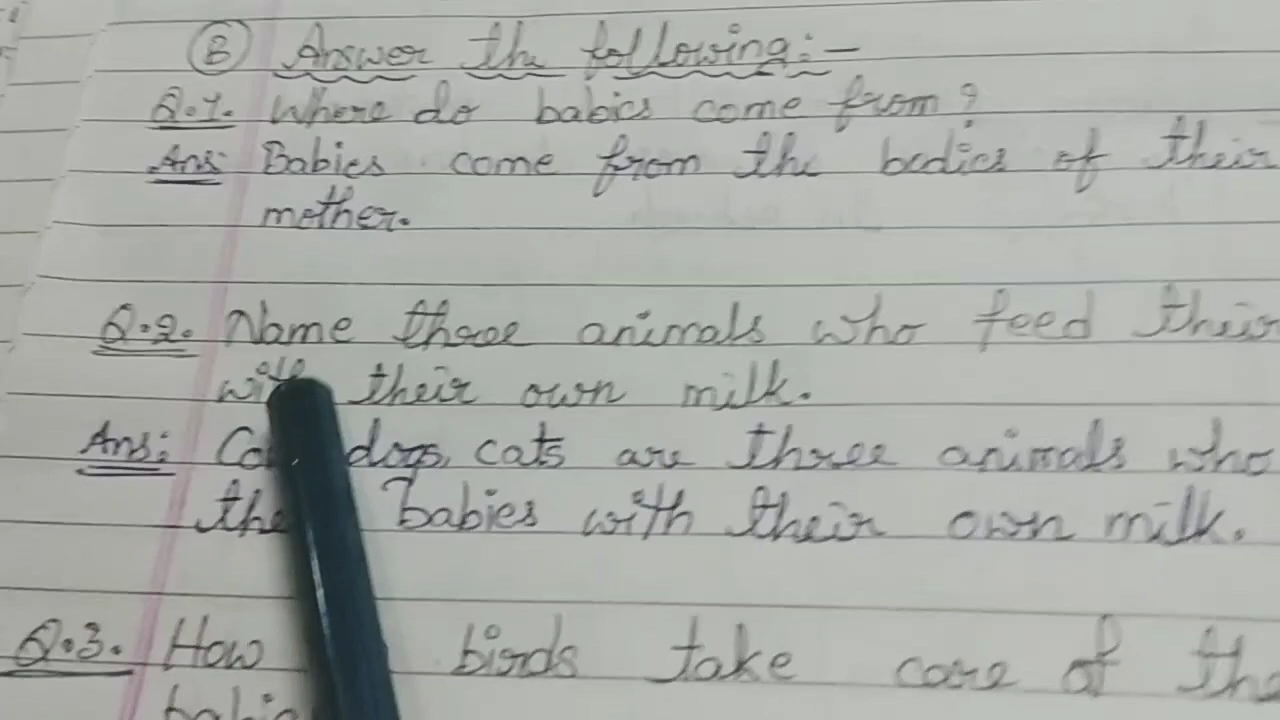 (B) Answer the following:-
Q.1. Where do babies come from?
Ans: Babies come from the bodies of their
mother.
Q.2. Name three animals who feed their
with their own milk.
Ans: dogs, cats are three animals who
babies with their own milk.
Q.3. How birds take care of